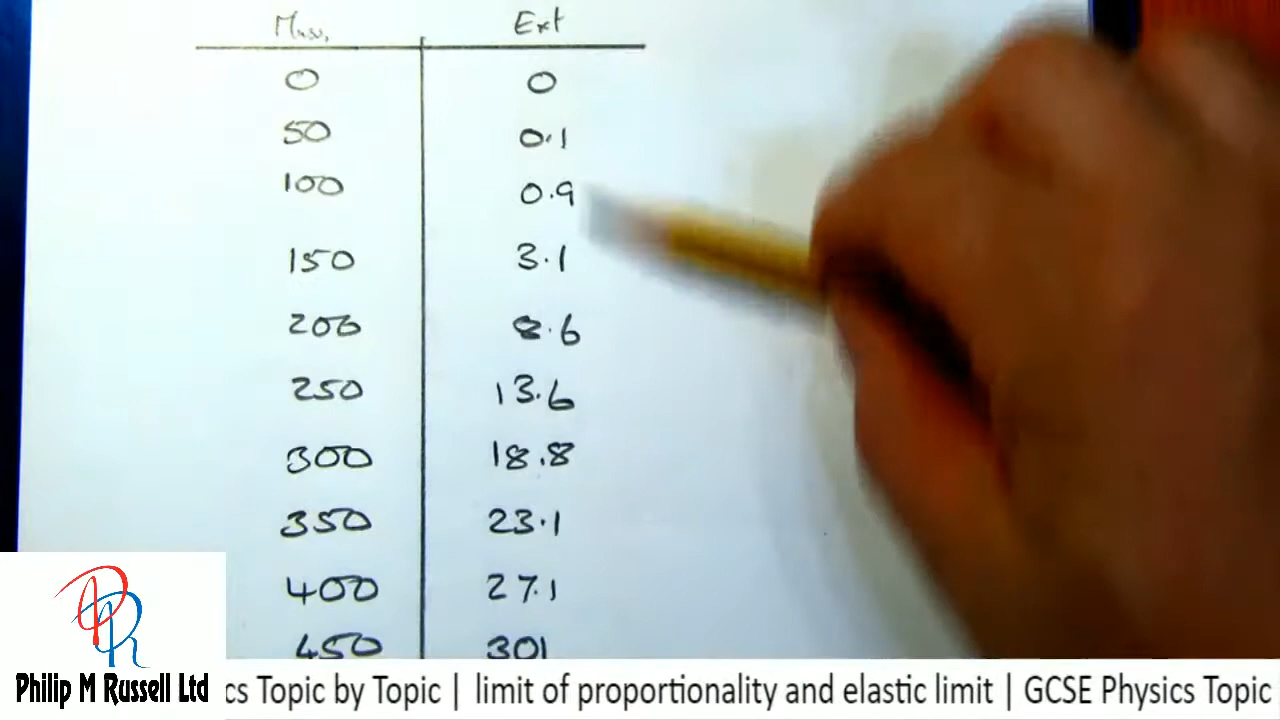 Mass Ext
0 0
50 0.1
100 0.9
150 3.1
200 8.6
250 13.6
300 18.8
350 23.1
400 27.1
450 301
PR
Philip M Russell Ltd
cs Topic by Topic | limit of proportionality and elastic limit | GCSE Physics Topic